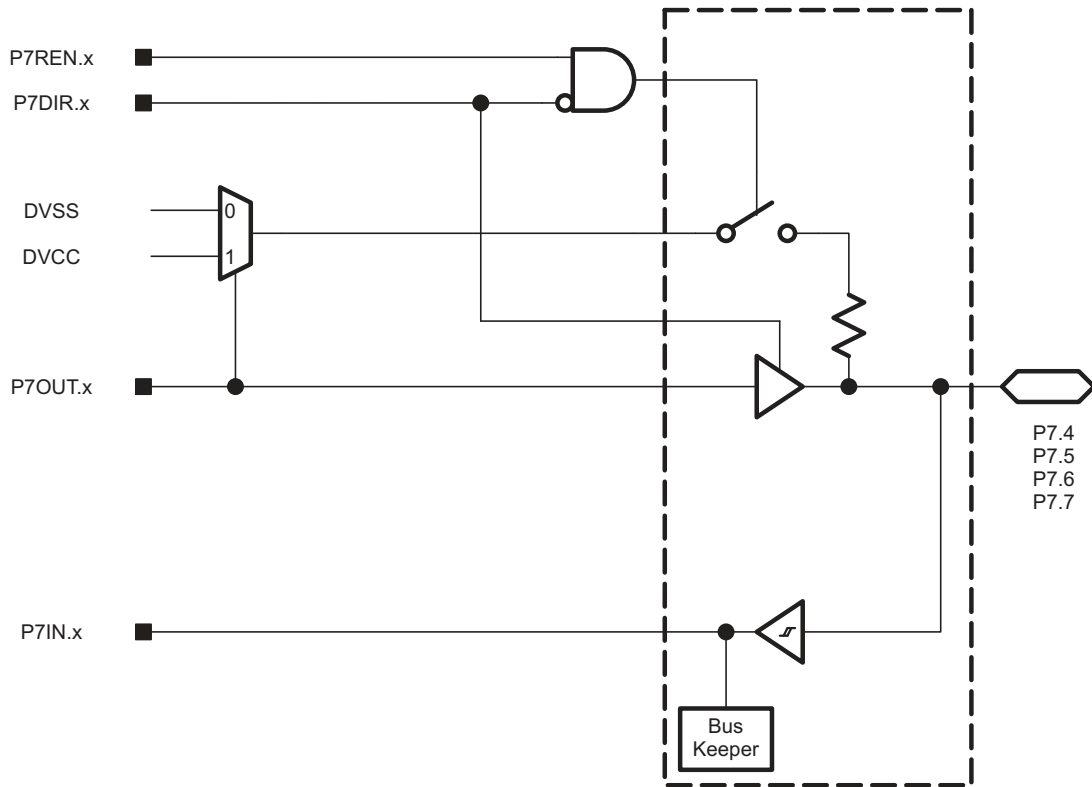 P7REN.x
P7DIR.x
DVSS
0
DVCC
1
P7OUT.x
P7.4
P7.5
P7.6
P7.7
P7IN.x
Bus
Keeper